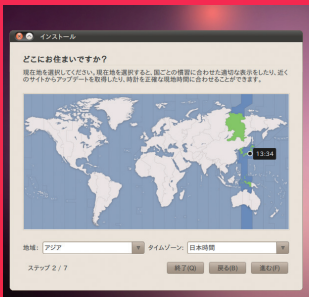 インストール
どこにお住まいですか？
現在地を選択してください。現在地を選択すると、国ごとの慣習に合わせた適切な表示をしたり、近く
のサイトからアップデートを取得したり、時計を正確な現地時間に合わせることができます。
13:34
地域: アジア タイムゾーン: 日本時間
ステップ 2 / 7 終了(Q) 戻る(B) 進む(F)